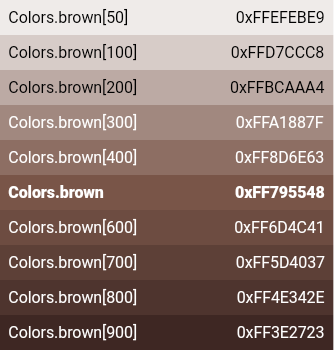 Colors.brown[50] 0xFFEFEBE9
Colors.brown[100] 0xFFD7CCC8
Colors.brown[200] 0xFFBCAAA4
Colors.brown[300] 0xFFA1887F
Colors.brown[400] 0xFF8D6E63
Colors.brown 0xFF795548
Colors.brown[600] 0xFF6D4C41
Colors.brown[700] 0xFF5D4037
Colors.brown[800] 0xFF4E342E
Colors.brown[900] 0xFF3E2723